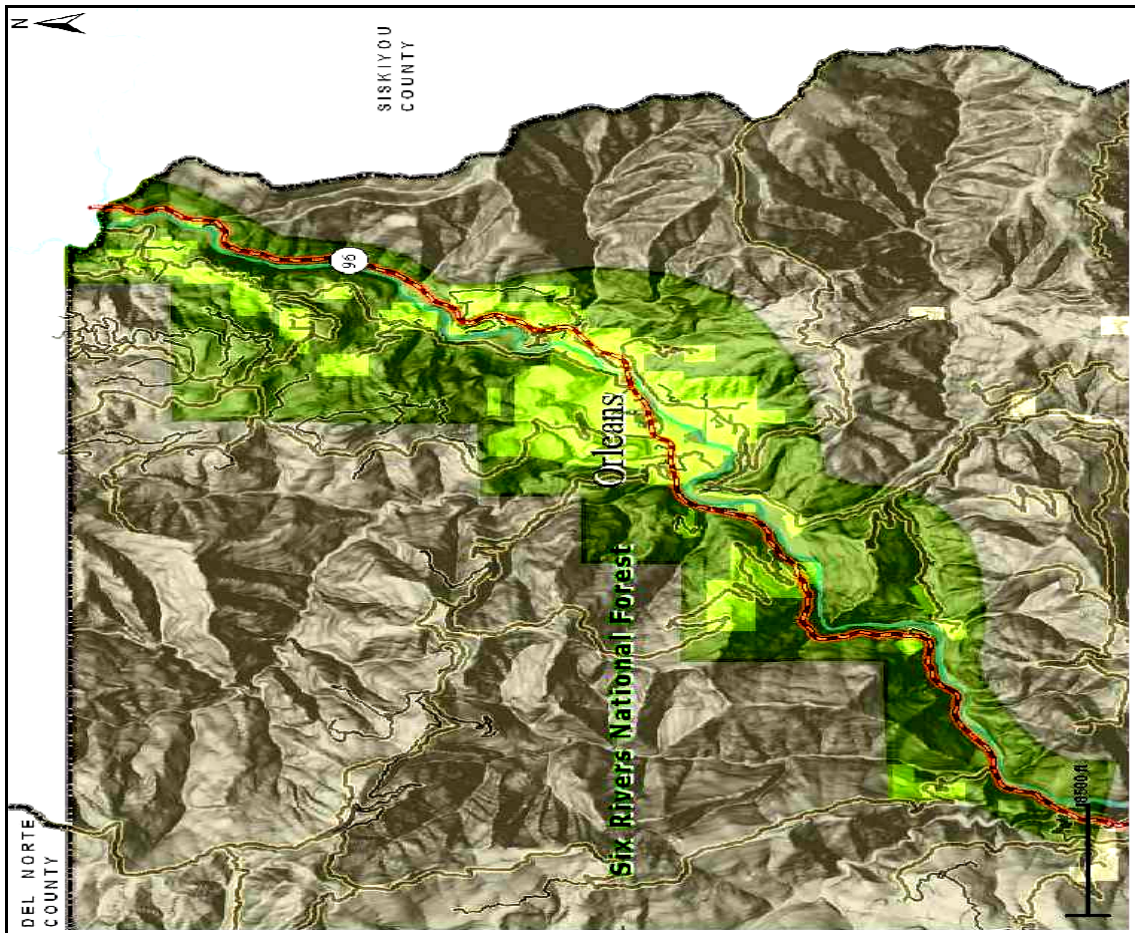 N
SISKIYOU
COUNTY
96
Orleans
Six Rivers National Forest
DEL NORTE
COUNTY